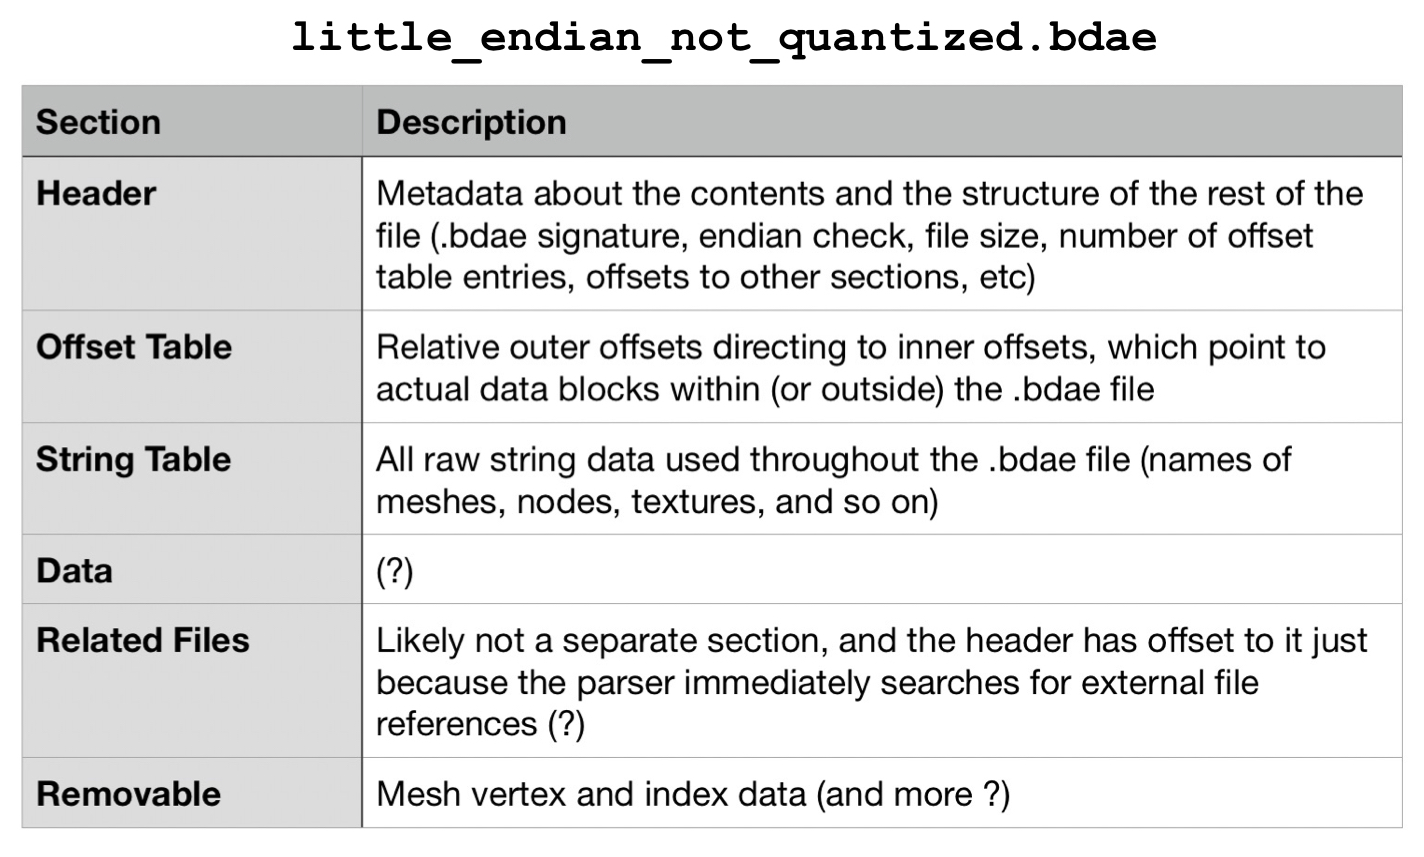 little_endian_not_quantized.bdae
Section
Description
Header
Metadata about the contents and the structure of the rest of the
file (.bdae signature, endian check, file size, number of offset
table entries, offsets to other sections, etc)
Offset Table
Relative outer offsets directing to inner offsets, which point to
actual data blocks within (or outside) the .bdae file
String Table
All raw string data used throughout the .bdae file (names of
meshes, nodes, textures, and so on)
Data
(?)
Related Files
Likely not a separate section, and the header has offset to it just
because the parser immediately searches for external file
references (?)
Removable
Mesh vertex and index data (and more ?)